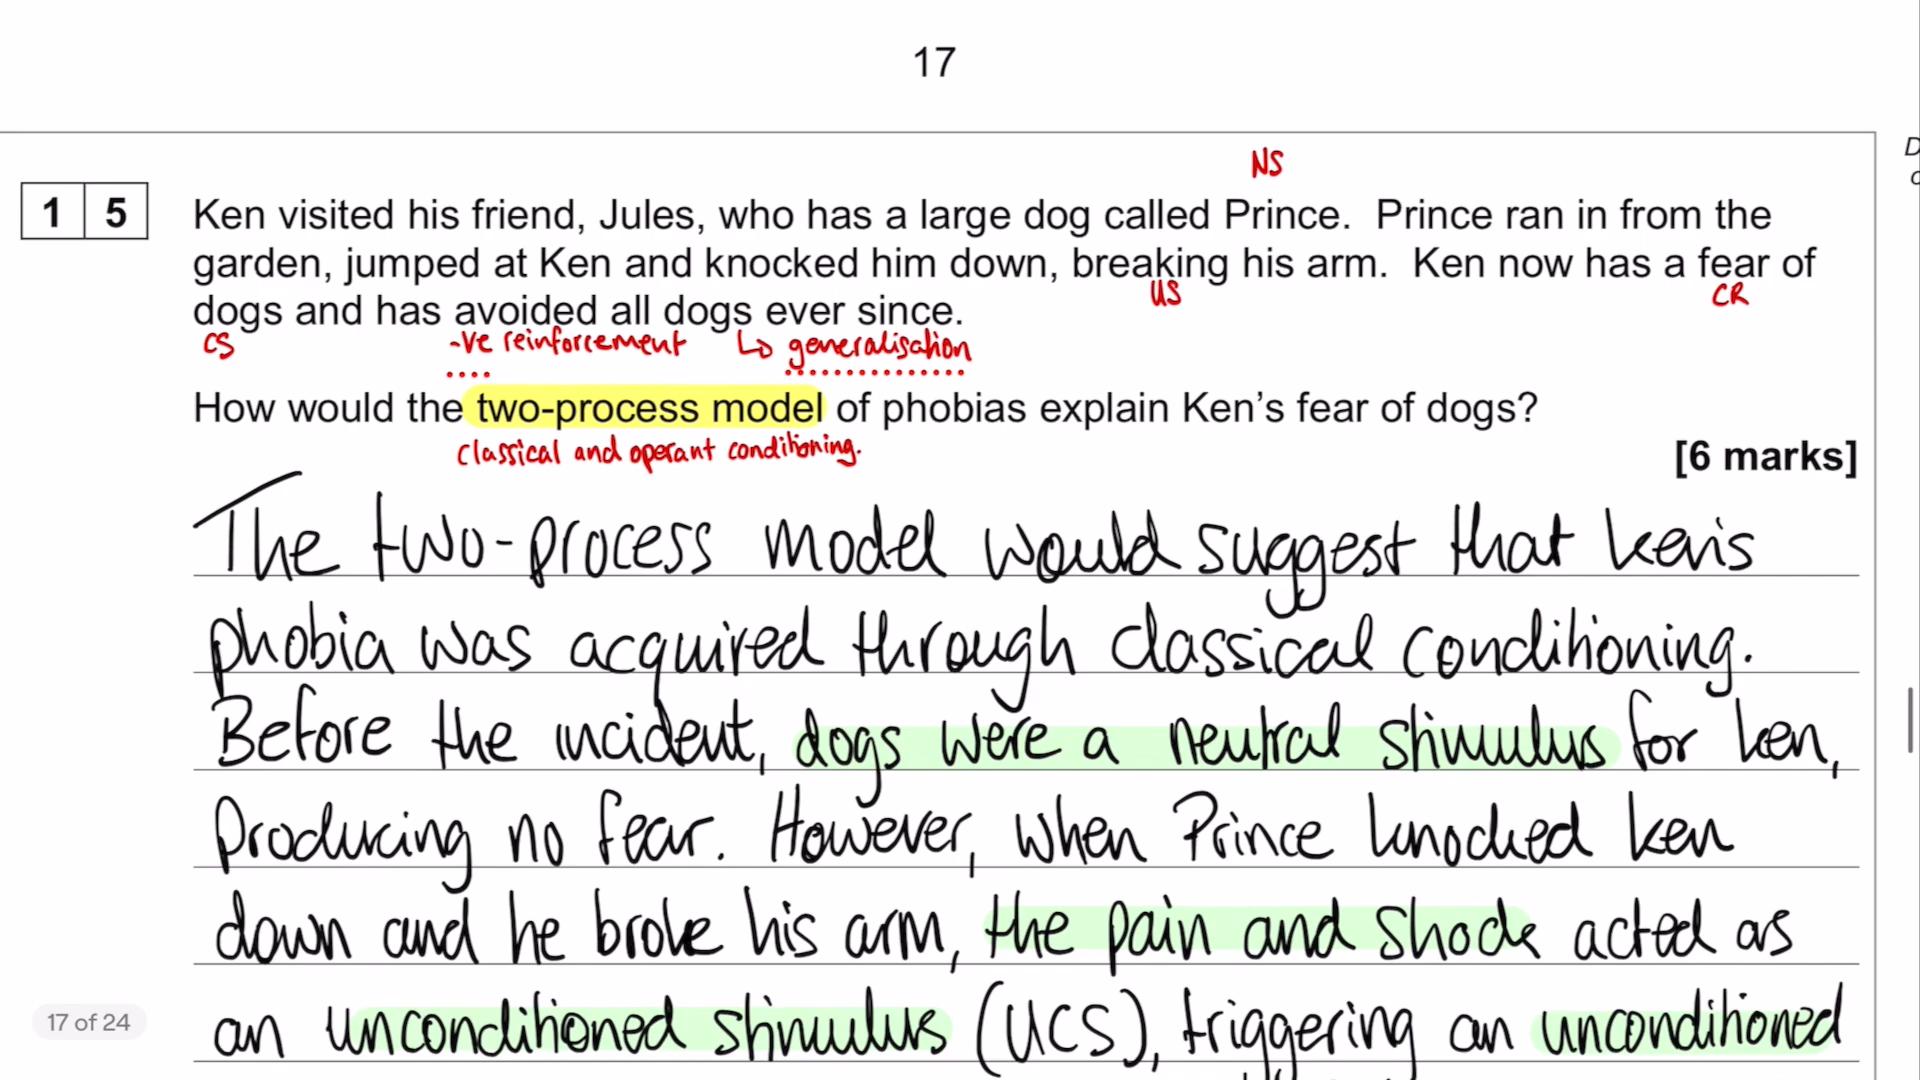 17
NS
D
1 5 Ken visited his friend, Jules, who has a large dog called Prince.  Prince ran in from the
garden, jumped at Ken and knocked him down, breaking his arm.  Ken now has a fear of
US
CR
dogs and has avoided all dogs ever since.
CS
-ve reinforcement ↳ generalisation
How would the two-process model of phobias explain Ken's fear of dogs?
classical and operant conditioning.
[6 marks]
The two-process model would suggest that Ken's
phobia was acquired through classical conditioning.
Before the incident, dogs were a neutral stimulus for Ken,
producing no fear. However, when Prince knocked Ken
down and he broke his arm, the pain and shock acted as
an unconditioned stimulus (UCS), triggering an unconditioned
17 of 24